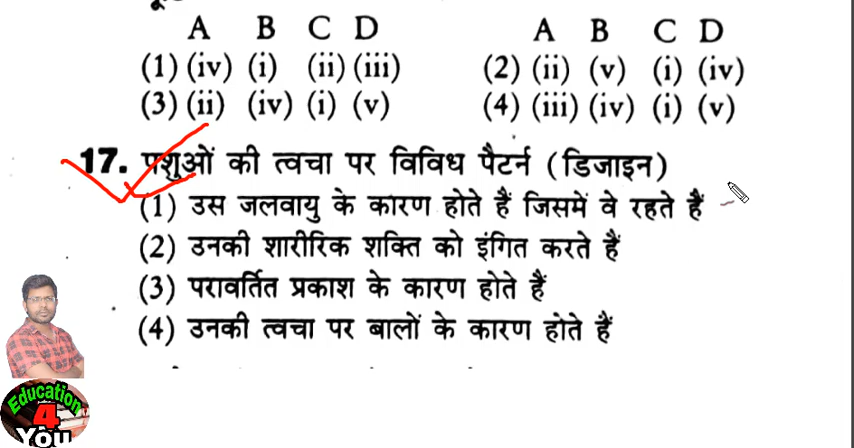 A B C D
(1) (iv) (i) (ii) (iii)
(3) (ii) (iv) (i) (v)
A B C D
(2) (ii) (v) (i) (iv)
(4) (iii) (iv) (i) (v)
17. पशुओं की त्वचा पर विविध पैटर्न (डिजाइन)
(1) उस जलवायु के कारण होते हैं जिसमें वे रहते हैं
(2) उनकी शारीरिक शक्ति को इंगित करते हैं
(3) परावर्तित प्रकाश के कारण होते हैं
(4) उनकी त्वचा पर बालों के कारण होते हैं
Education
4
You